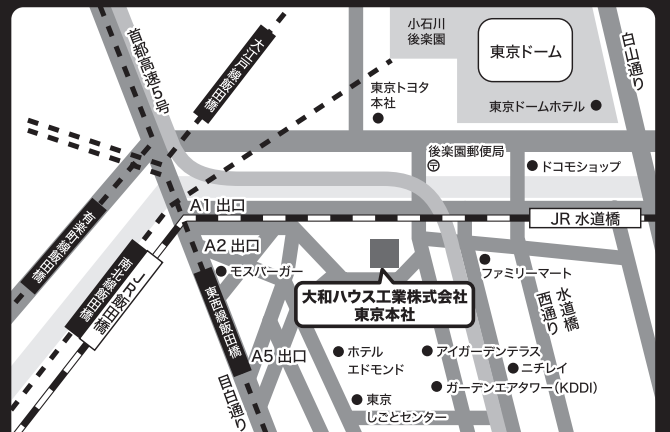 首都高速5号
大江戸線飯田橋
小石川
後楽園
東京ドーム
白山通り
東京トヨタ
本社
東京ドームホテル
後楽園郵便局
〒
ドコモショップ
A1 出口
JR 水道橋
有楽町線飯田橋
A2 出口
南北線飯田橋
JR飯田橋
モスバーガー
東西線飯田橋
ファミリーマート
大和ハウス工業株式会社
東京本社
水道橋
西通り
A5 出口
ホテル
エドモンド
アイガーデンテラス
ニチレイ
ガーデンエアタワー(KDDI)
目白通り
東京
しごとセンター